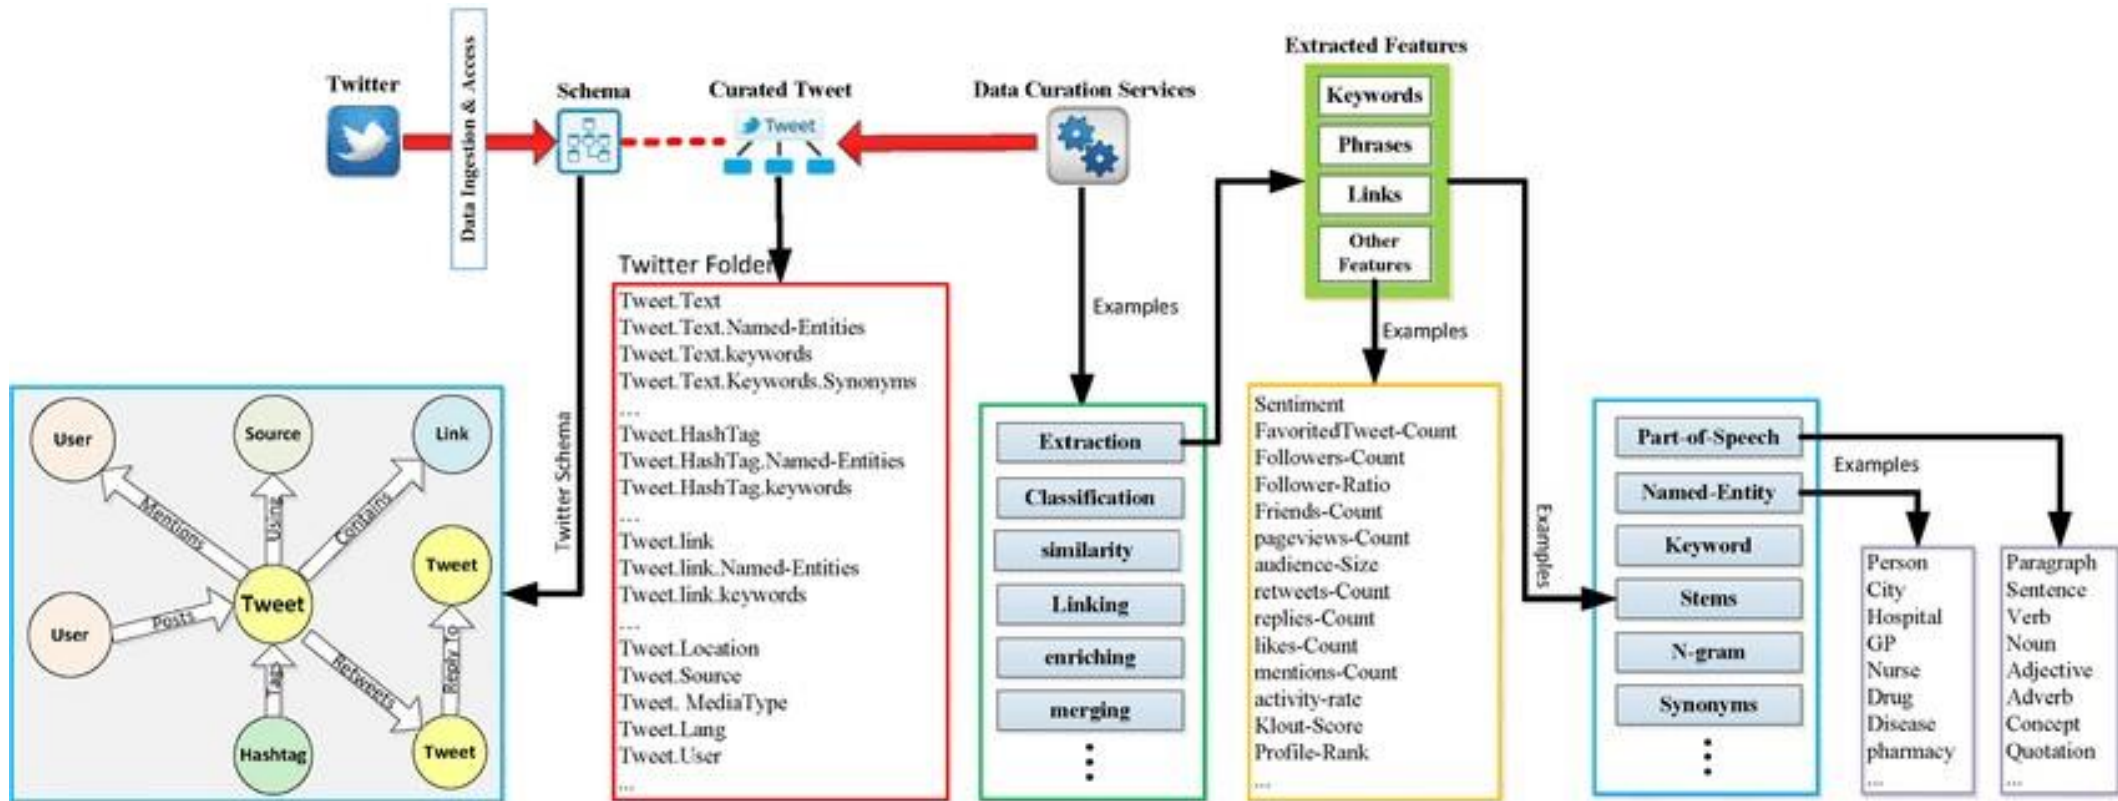 Twitter
Data Ingestion & Access
Schema
Curated Tweet
Tweet
Data Curation Services
Extracted Features
Keywords
Phrases
Links
Other
Features
Twitter Schema
User
Source
Link
Mentions
Using
Contains
Tweet
Tweet
User
Posts
Tag
Retweets
Reply To
Hashtag
Tweet
Twitter Folder
Tweet.Text
Tweet.Text.Named-Entities
Tweet.Text.keywords
Tweet.Text.Keywords.Synonyms
...
Tweet.HashTag
Tweet.HashTag.Named-Entities
Tweet.HashTag.keywords
...
Tweet.link
Tweet.link.Named-Entities
Tweet.link.keywords
...
Tweet.Location
Tweet.Source
Tweet. MediaType
Tweet.Lang
Tweet.User
...
Examples
Extraction
Classification
similarity
Linking
enriching
merging
Examples
Sentiment
FavoritedTweet-Count
Followers-Count
Follower-Ratio
Friends-Count
pageviews-Count
audience-Size
retweets-Count
replies-Count
likes-Count
mentions-Count
activity-rate
Klout-Score
Profile-Rank
...
Examples
Part-of-Speech
Named-Entity
Keyword
Stems
N-gram
Synonyms
Examples
Person
City
Hospital
GP
Nurse
Drug
Disease
pharmacy
...
Paragraph
Sentence
Verb
Noun
Adjective
Adverb
Concept
Quotation
...